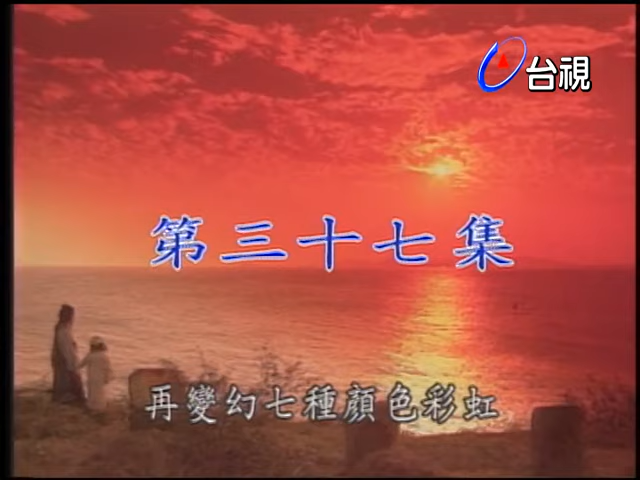 台視
第三十七集
再變幻七種顏色彩虹